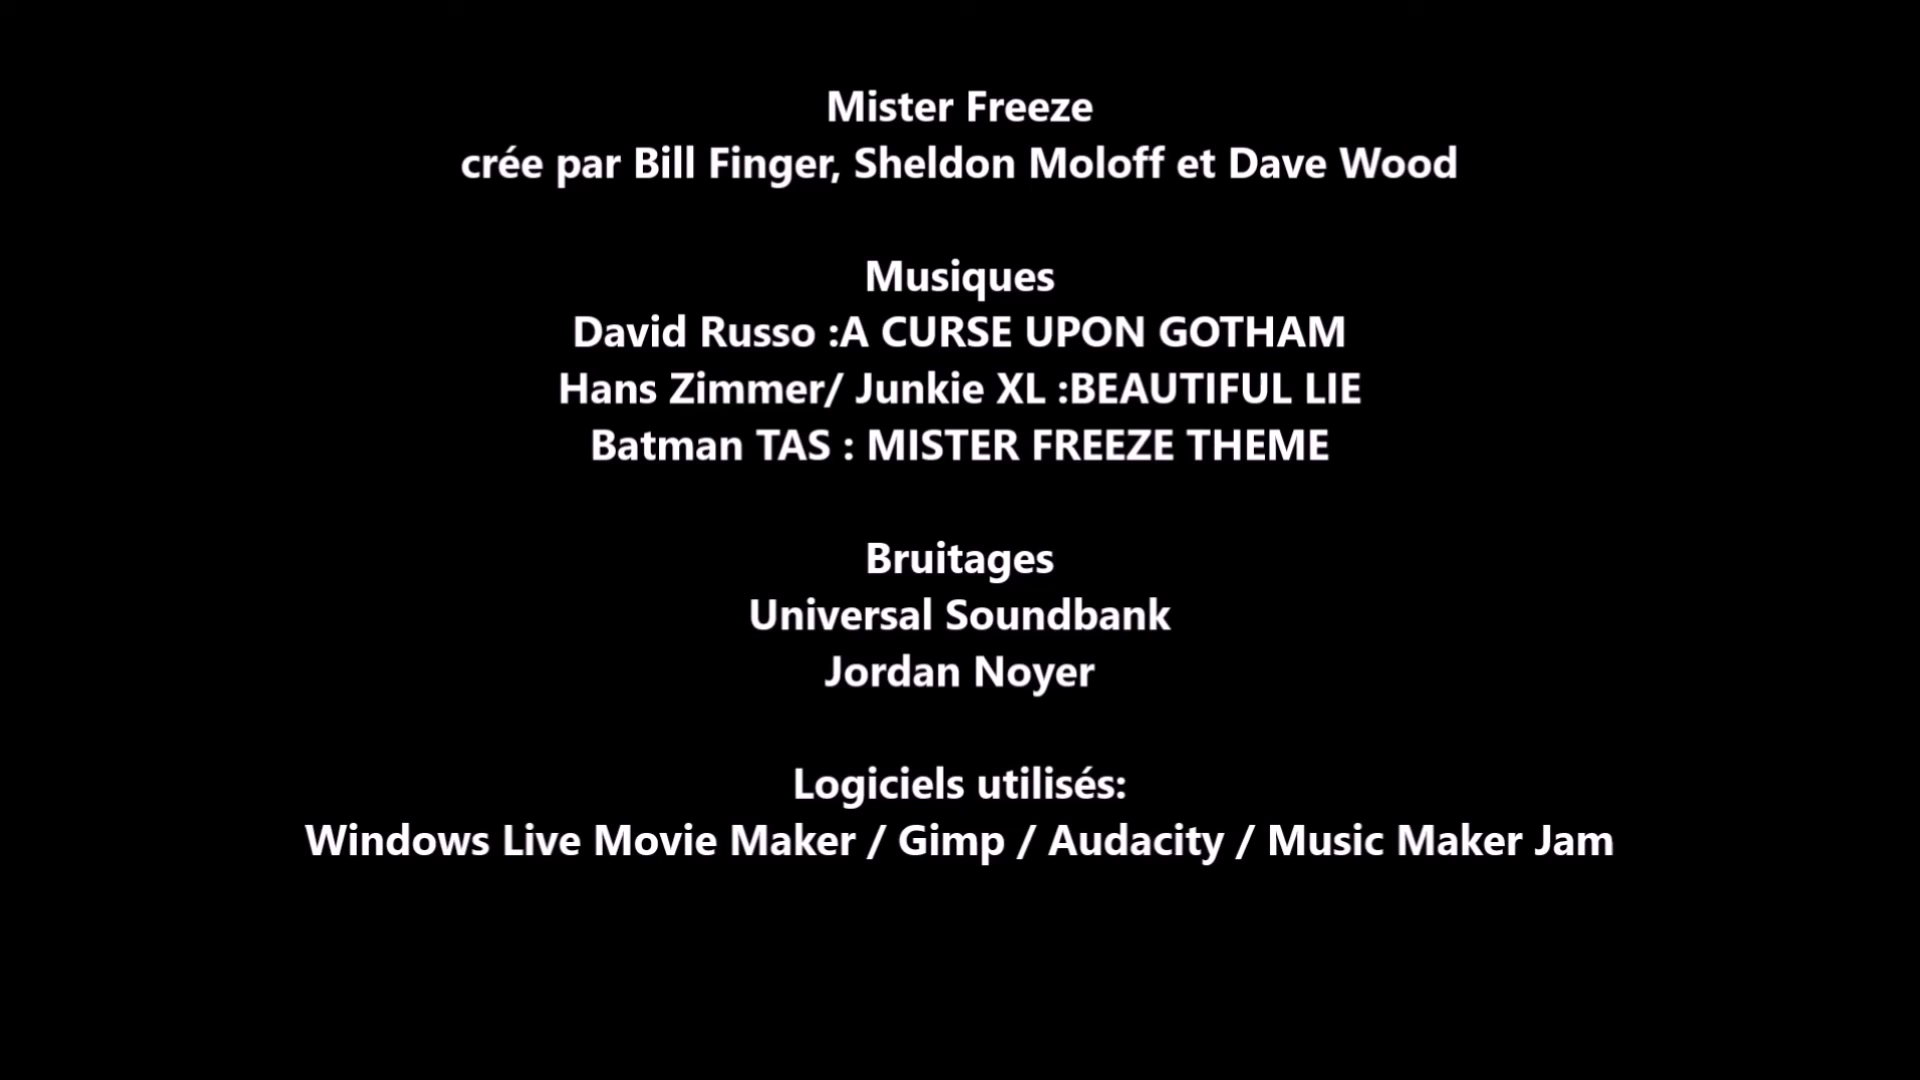 Mister Freeze
crée par Bill Finger, Sheldon Moloff et Dave Wood
Musiques
David Russo :A CURSE UPON GOTHAM
Hans Zimmer/ Junkie XL :BEAUTIFUL LIE
Batman TAS : MISTER FREEZE THEME
Bruitages
Universal Soundbank
Jordan Noyer
Logiciels utilisés:
Windows Live Movie Maker / Gimp / Audacity / Music Maker Jam